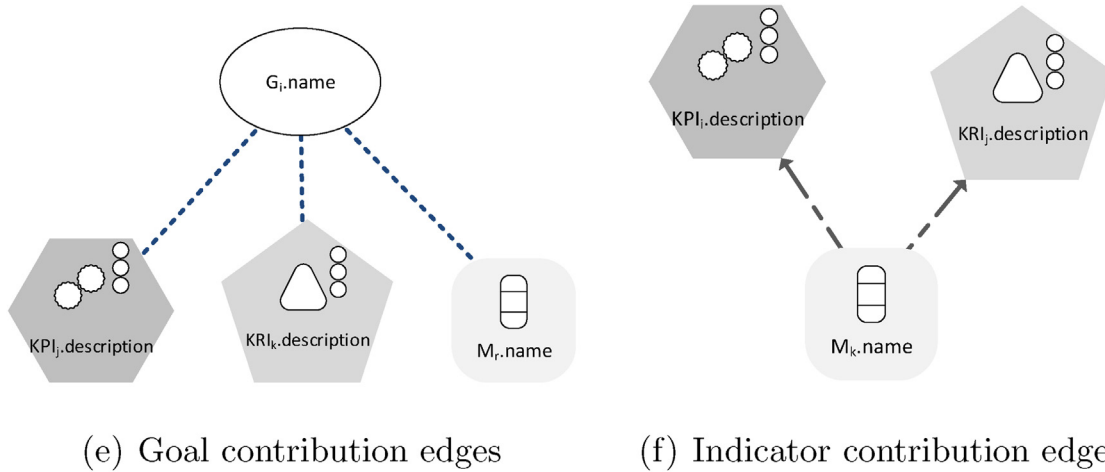 Gᵢ.name
KPIⱼ.description
KRIₖ.description
Mᵣ.name
(e) Goal contribution edges
KPIᵢ.description
KRIⱼ.description
Mₖ.name
(f) Indicator contribution edge